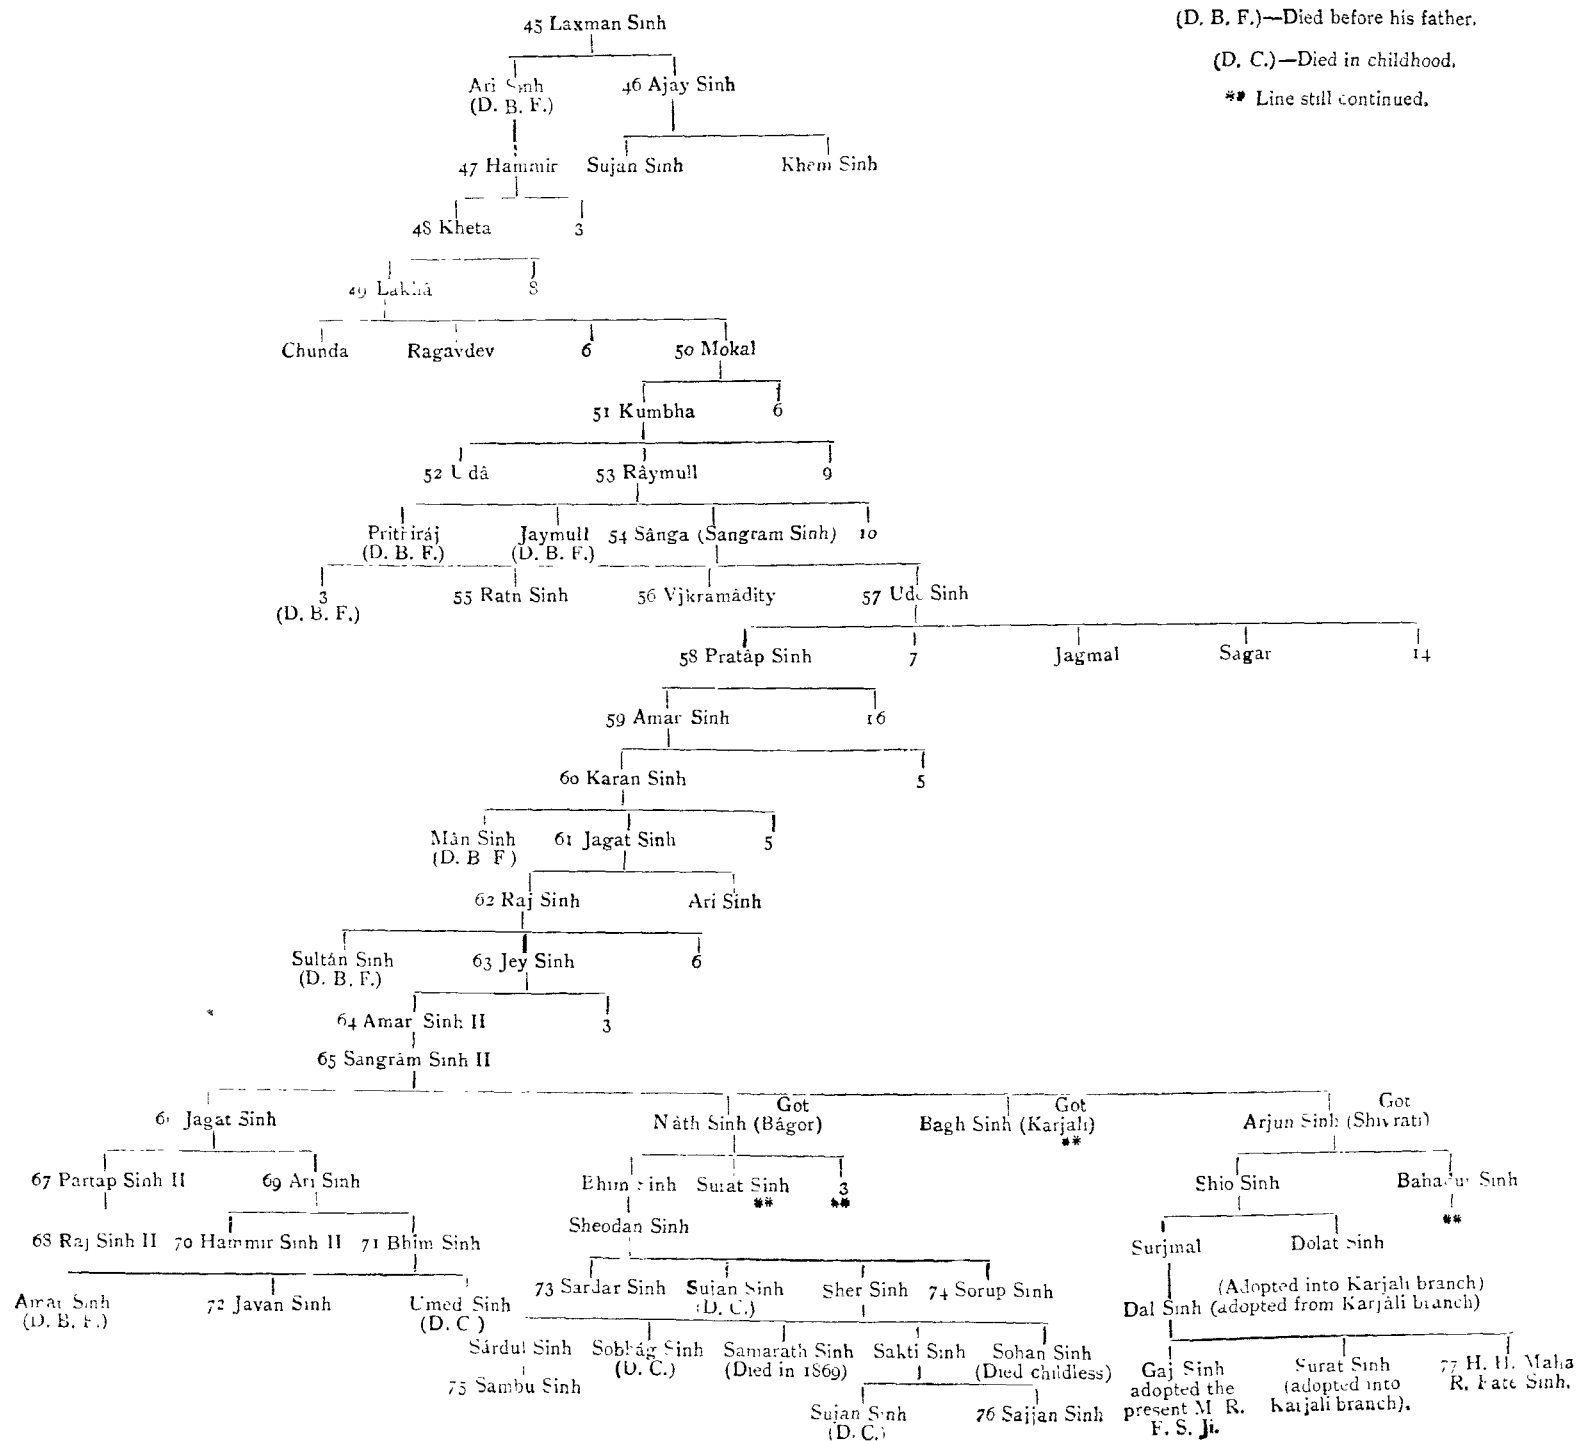 (D. B. F.)—Died before his father.
(D. C.)—Died in childhood.
** Line still continued.
45 Laxman Sinh
Ari Sinh 46 Ajay Sinh
(D. B. F.)
47 Hammir Sujan Sinh Khem Sinh
48 Kheta 3
49 Lakhâ 8
Chunda Ragavdev 6 50 Mokal
51 Kumbha 6
52 Udâ 53 Râymull 9
Prithiráj Jaymull 54 Sânga (Sangram Sinh) 10
(D. B. F.) (D. B. F.)
3 55 Ratn Sinh 56 Vjkramâdity 57 Ude Sinh
(D. B. F.)
58 Pratâp Sinh 7 Jagmal Sagar 14
59 Amar Sinh 16
60 Karan Sinh 5
Mân Sinh 61 Jagat Sinh 5
(D. B F)
62 Raj Sinh Ari Sinh
Sultán Sinh 63 Jey Sinh 6
(D. B. F.)
64 Amar Sinh II 3
65 Sangrám Sinh II
Got Got Got
Jagat Sinh Náth Sinh (Bâgor) Bagh Sinh (Karjali) Arjun Sinh (Shivrati)
**
67 Partap Sinh II 69 Ari Sinh Bhim Sinh Surat Sinh 3 Shio Sinh Bahadur Sinh
** ** **
Sheodan Sinh
68 Raj Sinh II 70 Hammir Sinh II 71 Bhim Sinh Surjmal Dolat Sinh
73 Sardar Sinh Sujan Sinh Sher Sinh 74 Sorup Sinh (Adopted into Karjali branch)
(D. C.)
Amar Sinh 72 Javan Sinh Umed Sinh Dal Sinh (adopted from Karjâli branch)
(D. B. F.) (D. C)
Sárdul Sinh Sobhág Sinh Samarath Sinh Sakti Sinh Sohan Sinh
(D. C.) (Died in 1869) (Died childless)
Gaj Sinh Surat Sinh 77 H. H. Maha
75 Sambu Sinh adopted the (adopted into R. Fate Sinh.
Sujan Sinh 76 Sajjan Sinh present M. R. Karjali branch).
(D. C.) F. S. Ji.